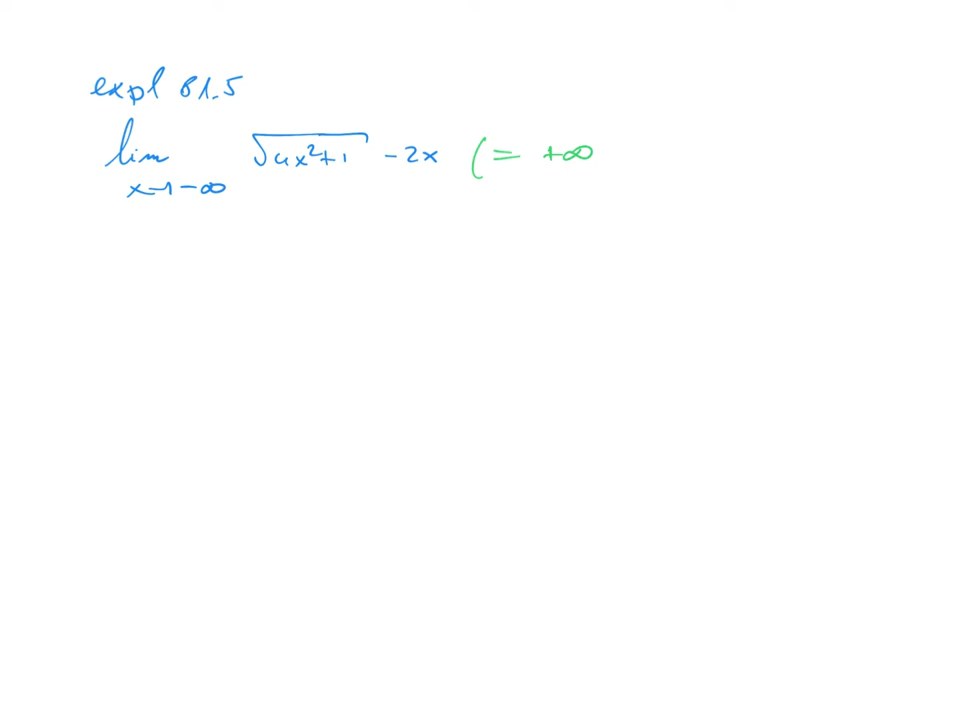 expl 81.5
lim √4x²+1 - 2x (= +∞
x→-∞